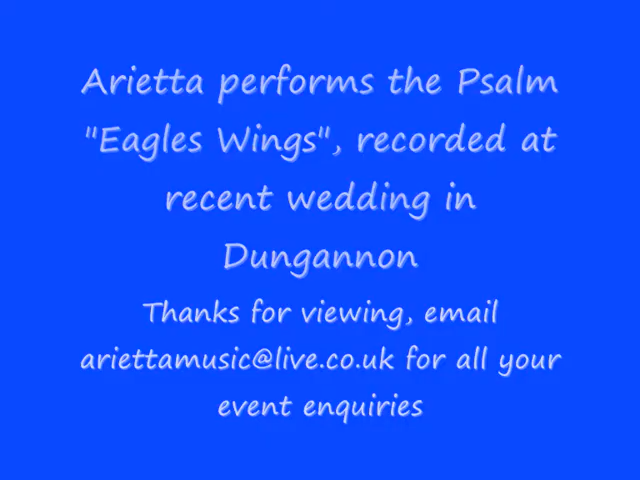 Arietta performs the Psalm
"Eagles Wings", recorded at
recent wedding in
Dungannon
Thanks for viewing, email
ariettamusic@live.co.uk for all your
event enquiries